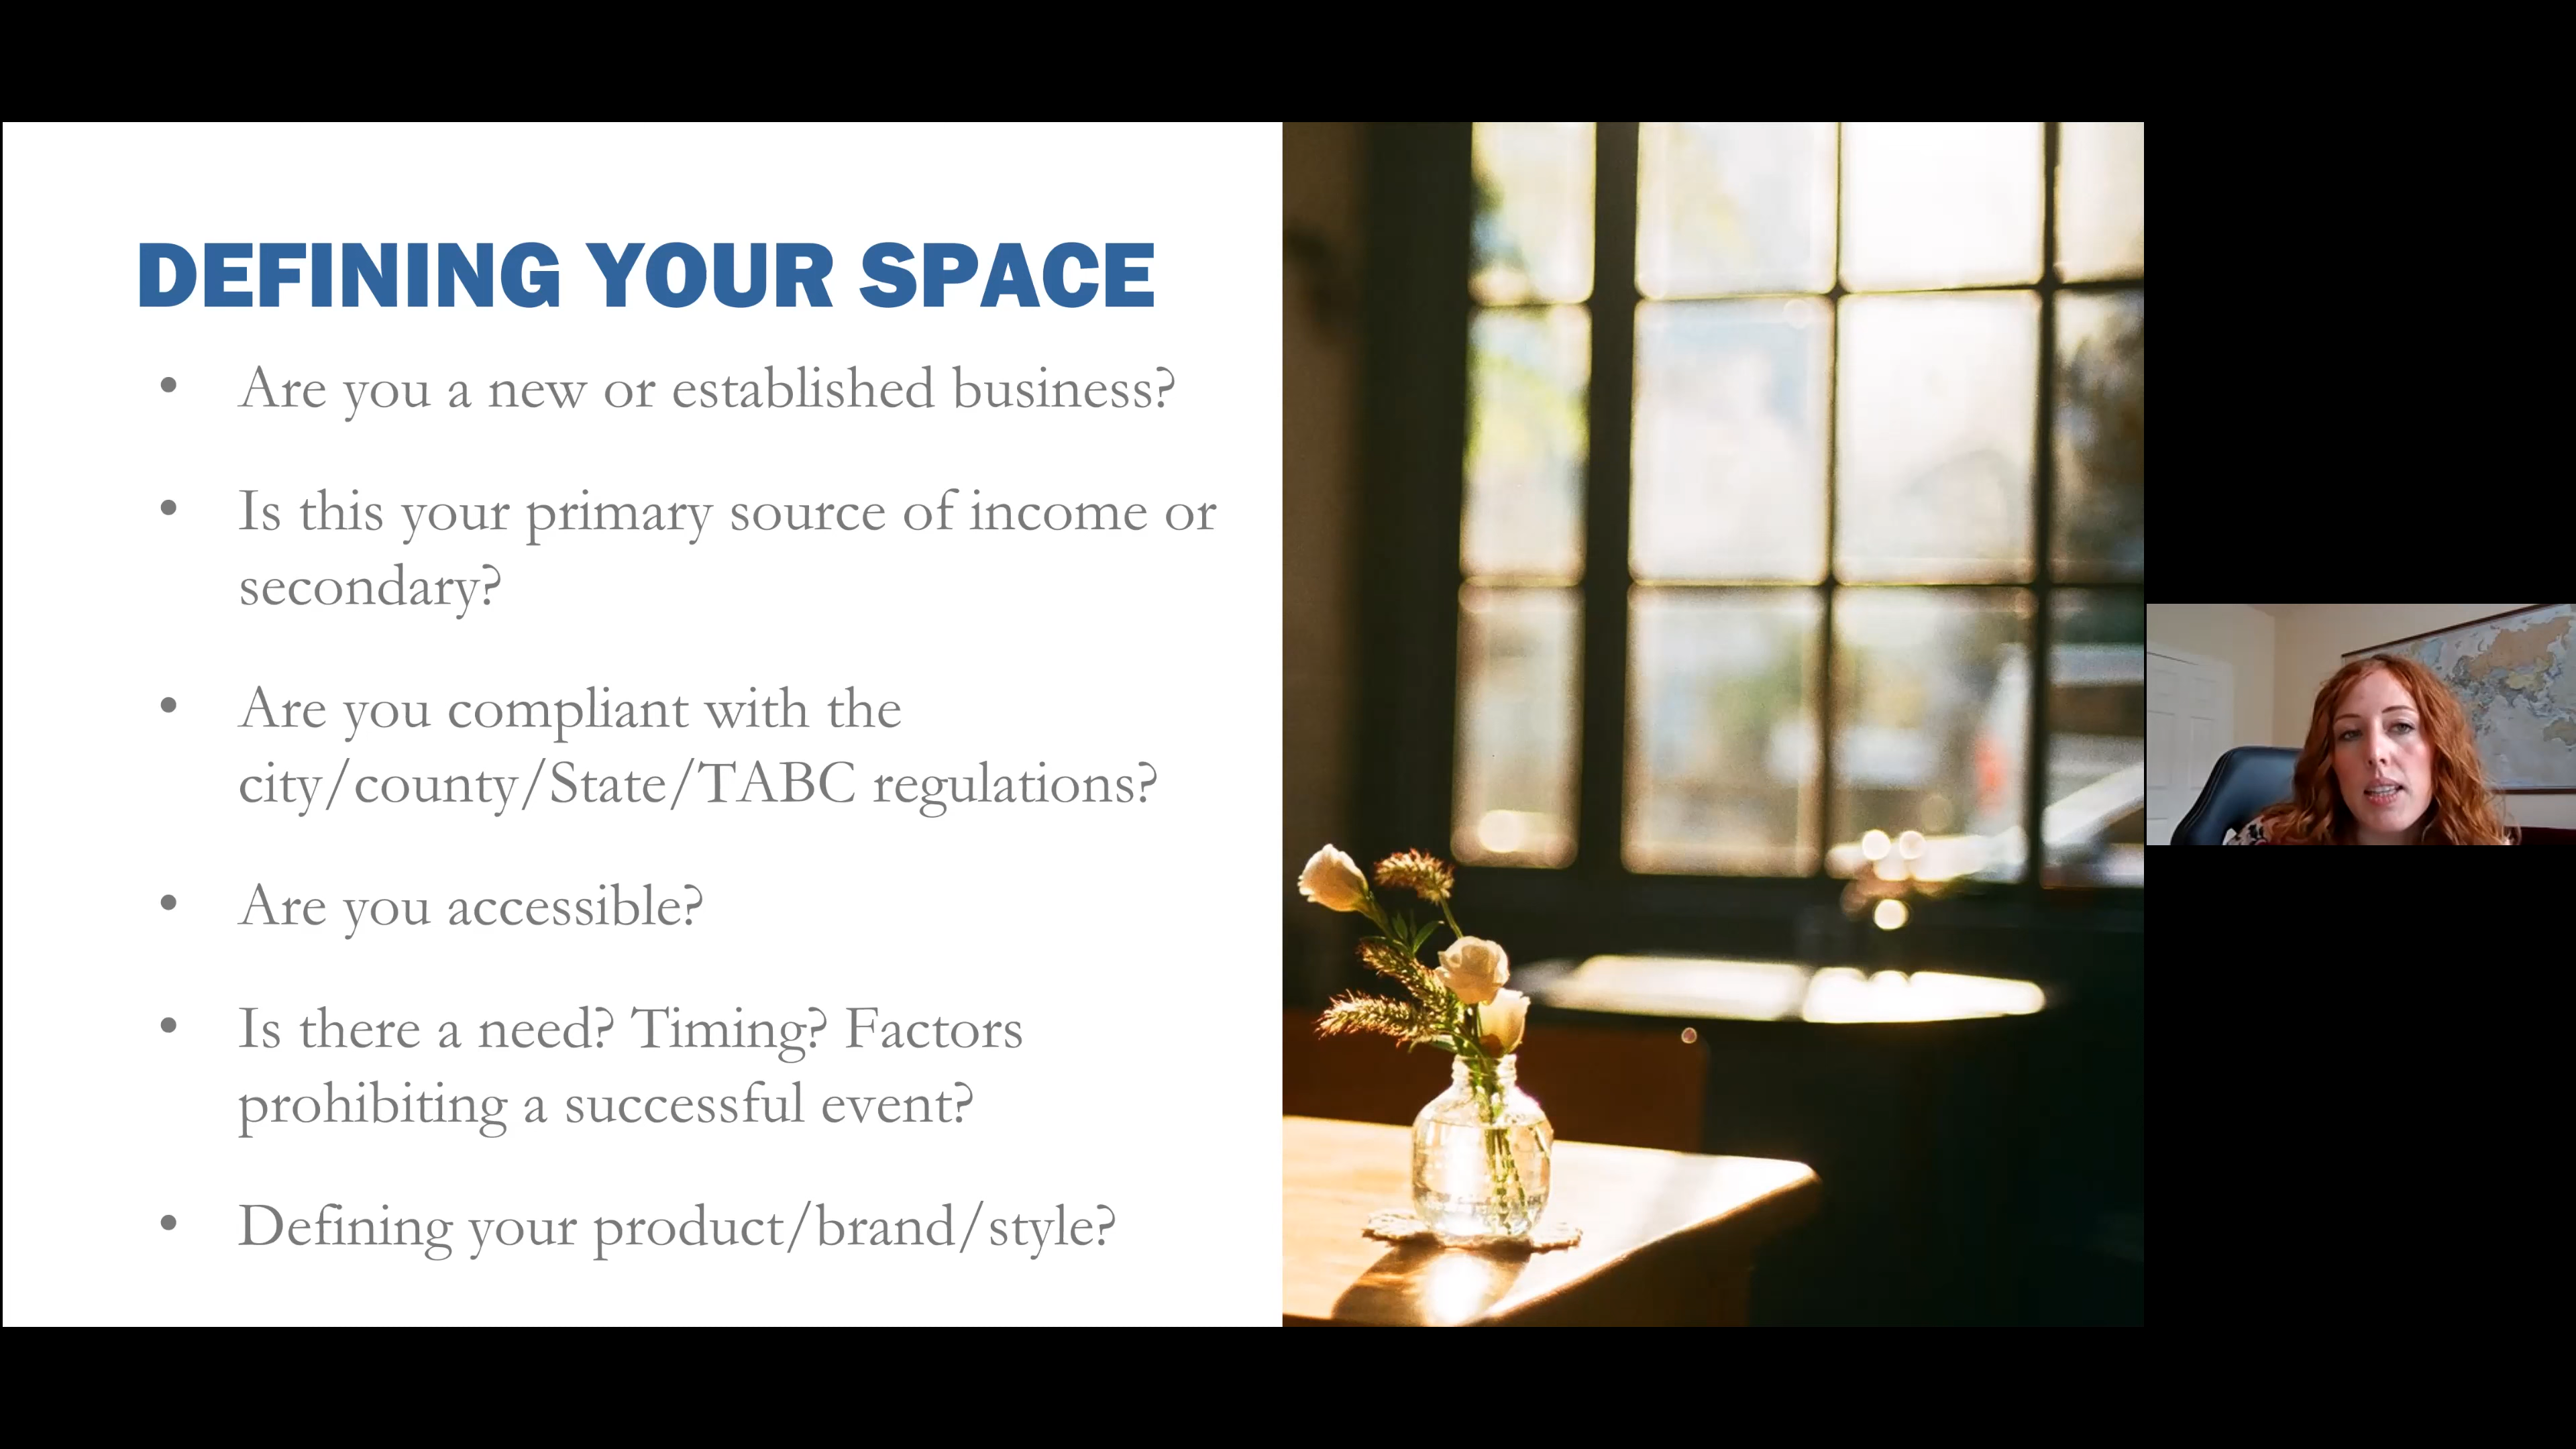 DEFINING YOUR SPACE
• Are you a new or established business?
• Is this your primary source of income or
secondary?
• Are you compliant with the
city/county/State/TABC regulations?
• Are you accessible?
• Is there a need? Timing? Factors
prohibiting a successful event?
• Defining your product/brand/style?